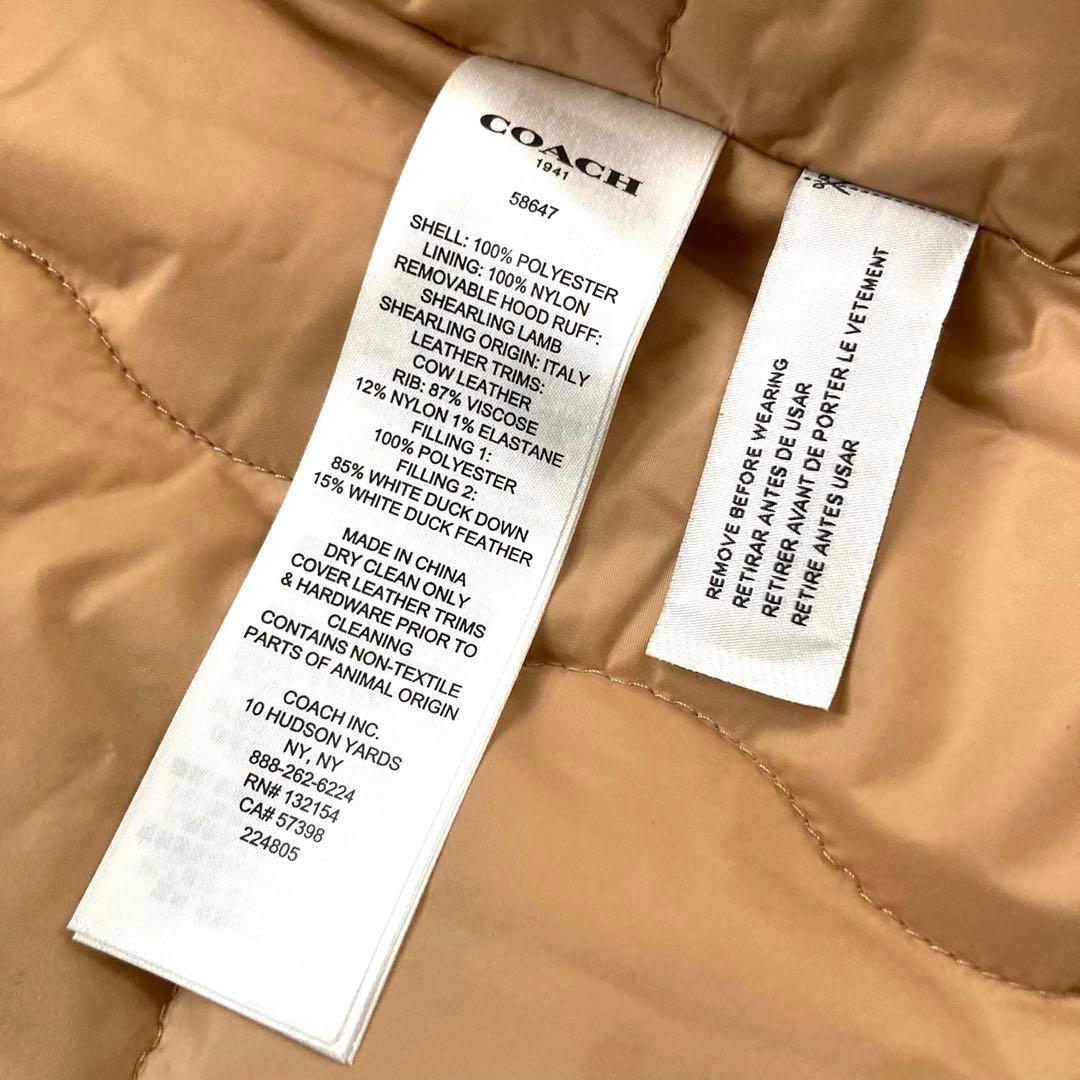 COACH
1941
58647
SHELL: 100% POLYESTER
LINING: 100% NYLON
REMOVABLE HOOD RUFF:
SHEARLING LAMB
SHEARLING ORIGIN: ITALY
LEATHER TRIMS:
COW LEATHER
RIB: 87% VISCOSE
12% NYLON 1% ELASTANE
FILLING 1:
100% POLYESTER
FILLING 2:
85% WHITE DUCK DOWN
15% WHITE DUCK FEATHER
MADE IN CHINA
DRY CLEAN ONLY
COVER LEATHER TRIMS
& HARDWARE PRIOR TO
CLEANING
CONTAINS NON-TEXTILE
PARTS OF ANIMAL ORIGIN
COACH INC.
10 HUDSON YARDS
NY, NY
888-262-6224
RN# 132154
CA# 57398
224805
REMOVE BEFORE WEARING
RETIRAR ANTES DE USAR
RETIRER AVANT DE PORTER LE VETEMENT
RETIRE ANTES USAR